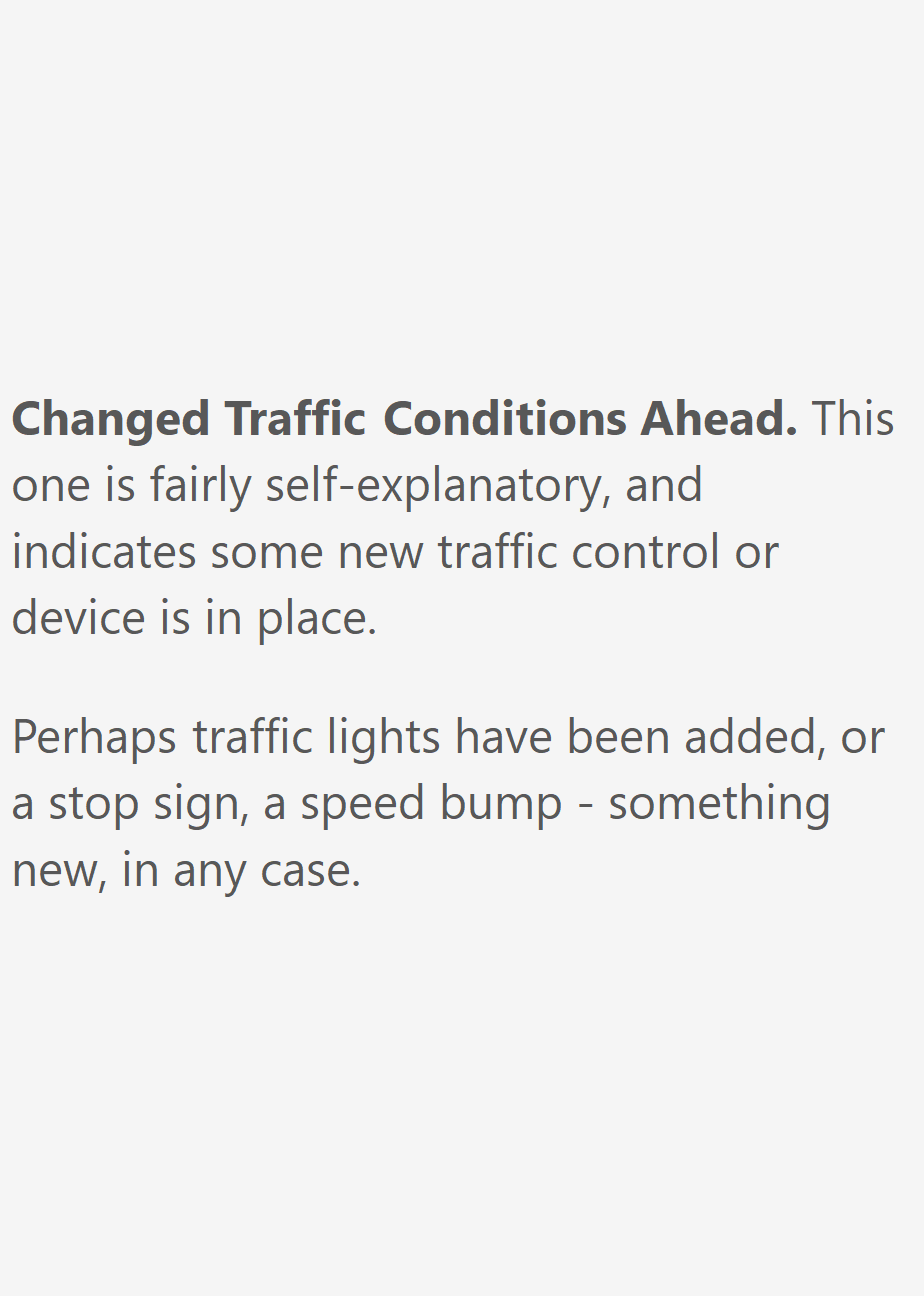 Changed Traffic Conditions Ahead. This
one is fairly self-explanatory, and
indicates some new traffic control or
device is in place.
Perhaps traffic lights have been added, or
a stop sign, a speed bump - something
new, in any case.